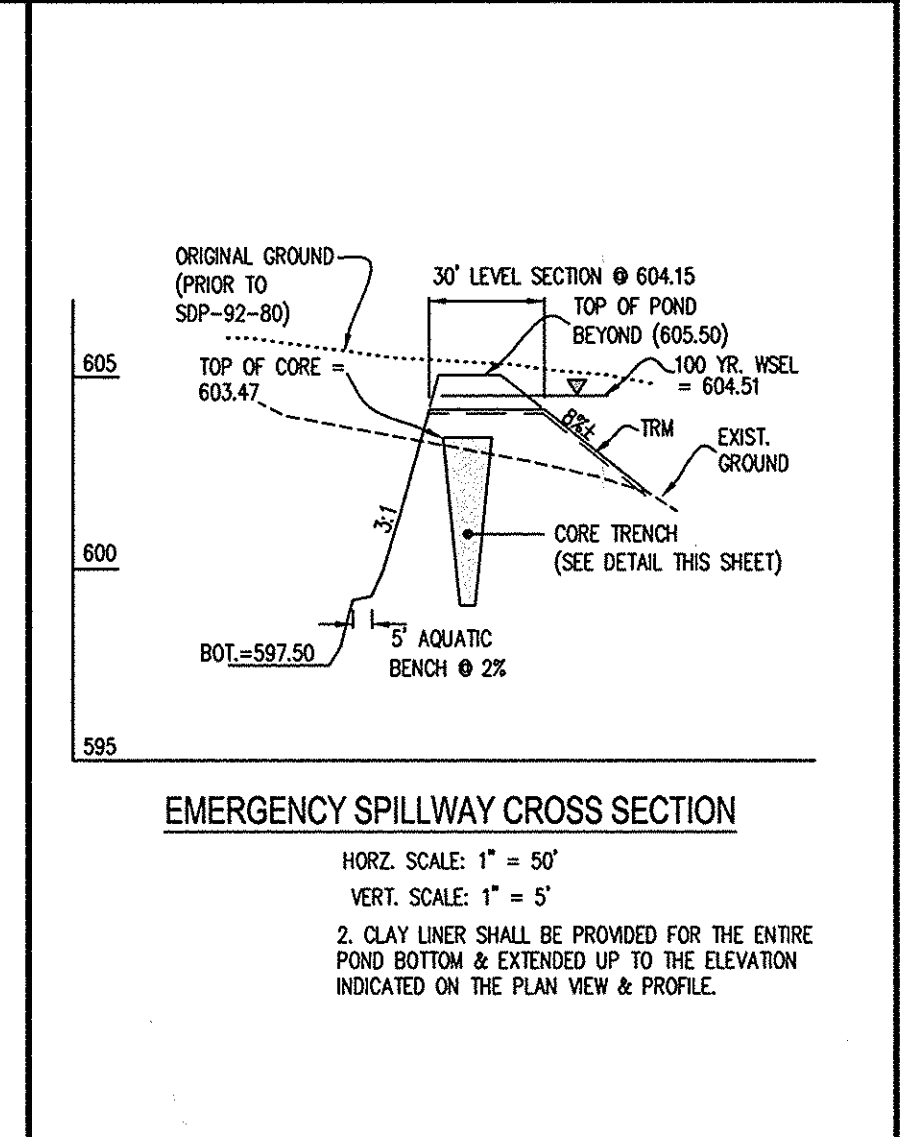 ORIGINAL GROUND
(PRIOR TO
SDP-92-80)
30' LEVEL SECTION @ 604.15
TOP OF POND
BEYOND (605.50)
605
TOP OF CORE =
603.47
100 YR. WSEL
= 604.51
8%±
TRM
EXIST.
GROUND
3:1
600
CORE TRENCH
(SEE DETAIL THIS SHEET)
5' AQUATIC
BENCH @ 2%
BOT.=597.50
595
EMERGENCY SPILLWAY CROSS SECTION
HORZ. SCALE: 1" = 50'
VERT. SCALE: 1" = 5'
2. CLAY LINER SHALL BE PROVIDED FOR THE ENTIRE
POND BOTTOM & EXTENDED UP TO THE ELEVATION
INDICATED ON THE PLAN VIEW & PROFILE.